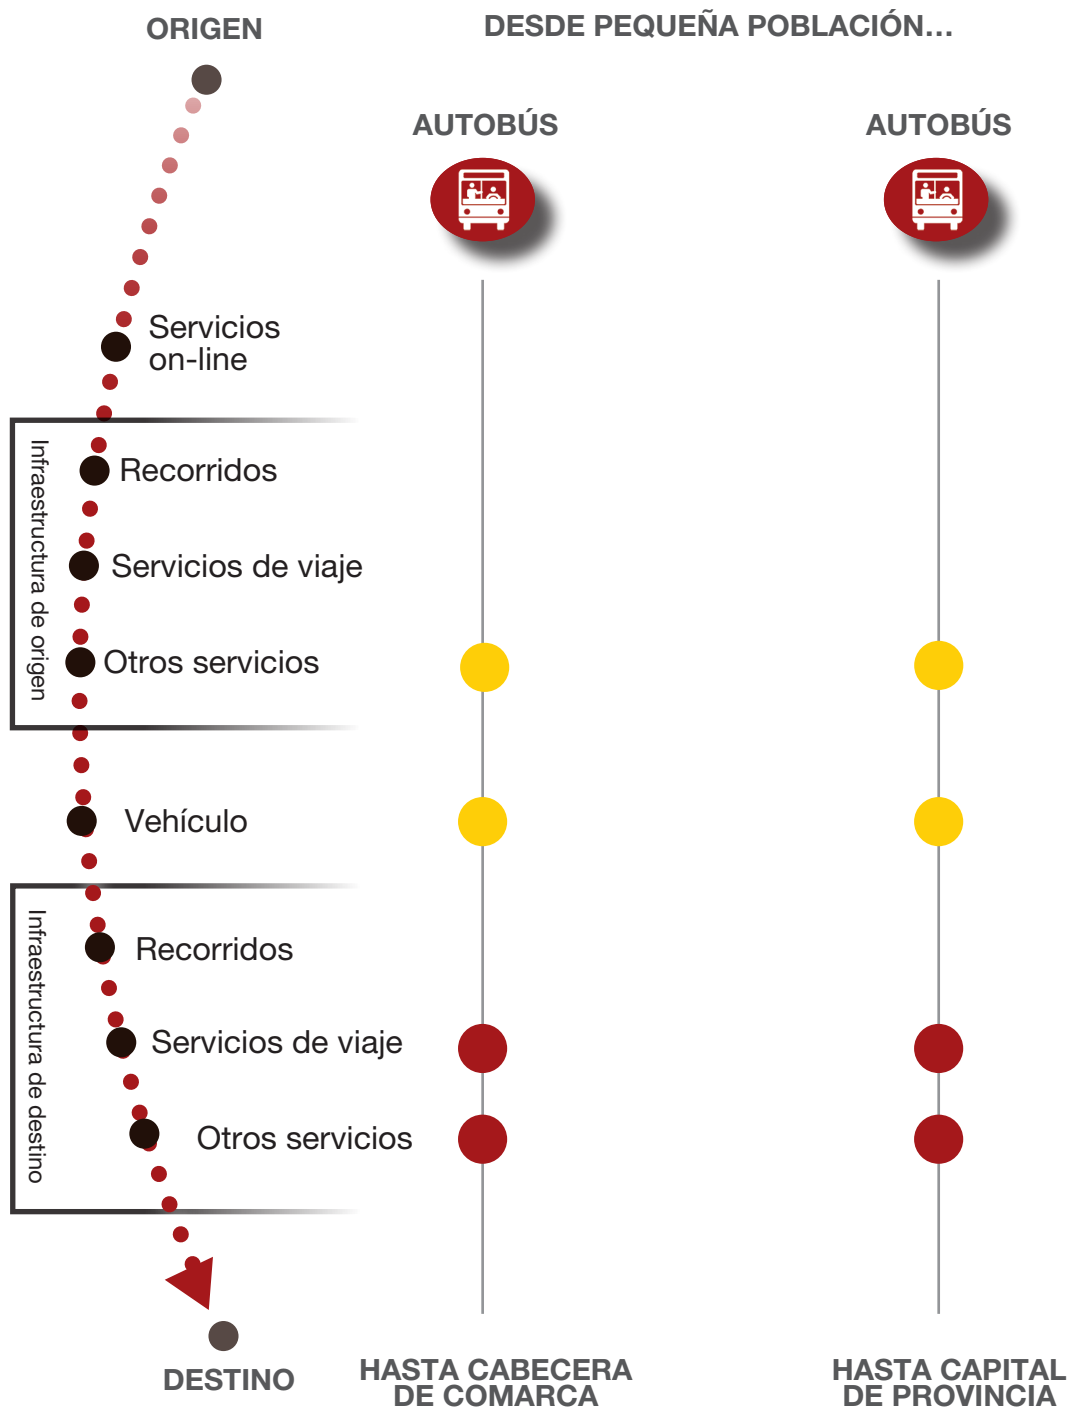 ORIGEN
DESDE PEQUEÑA POBLACIÓN...
AUTOBÚS
AUTOBÚS
Servicios
on-line
Infraestructura de origen
Recorridos
Servicios de viaje
Otros servicios
Vehículo
Infraestructura de destino
Recorridos
Servicios de viaje
Otros servicios
DESTINO
HASTA CABECERA
DE COMARCA
HASTA CAPITAL
DE PROVINCIA